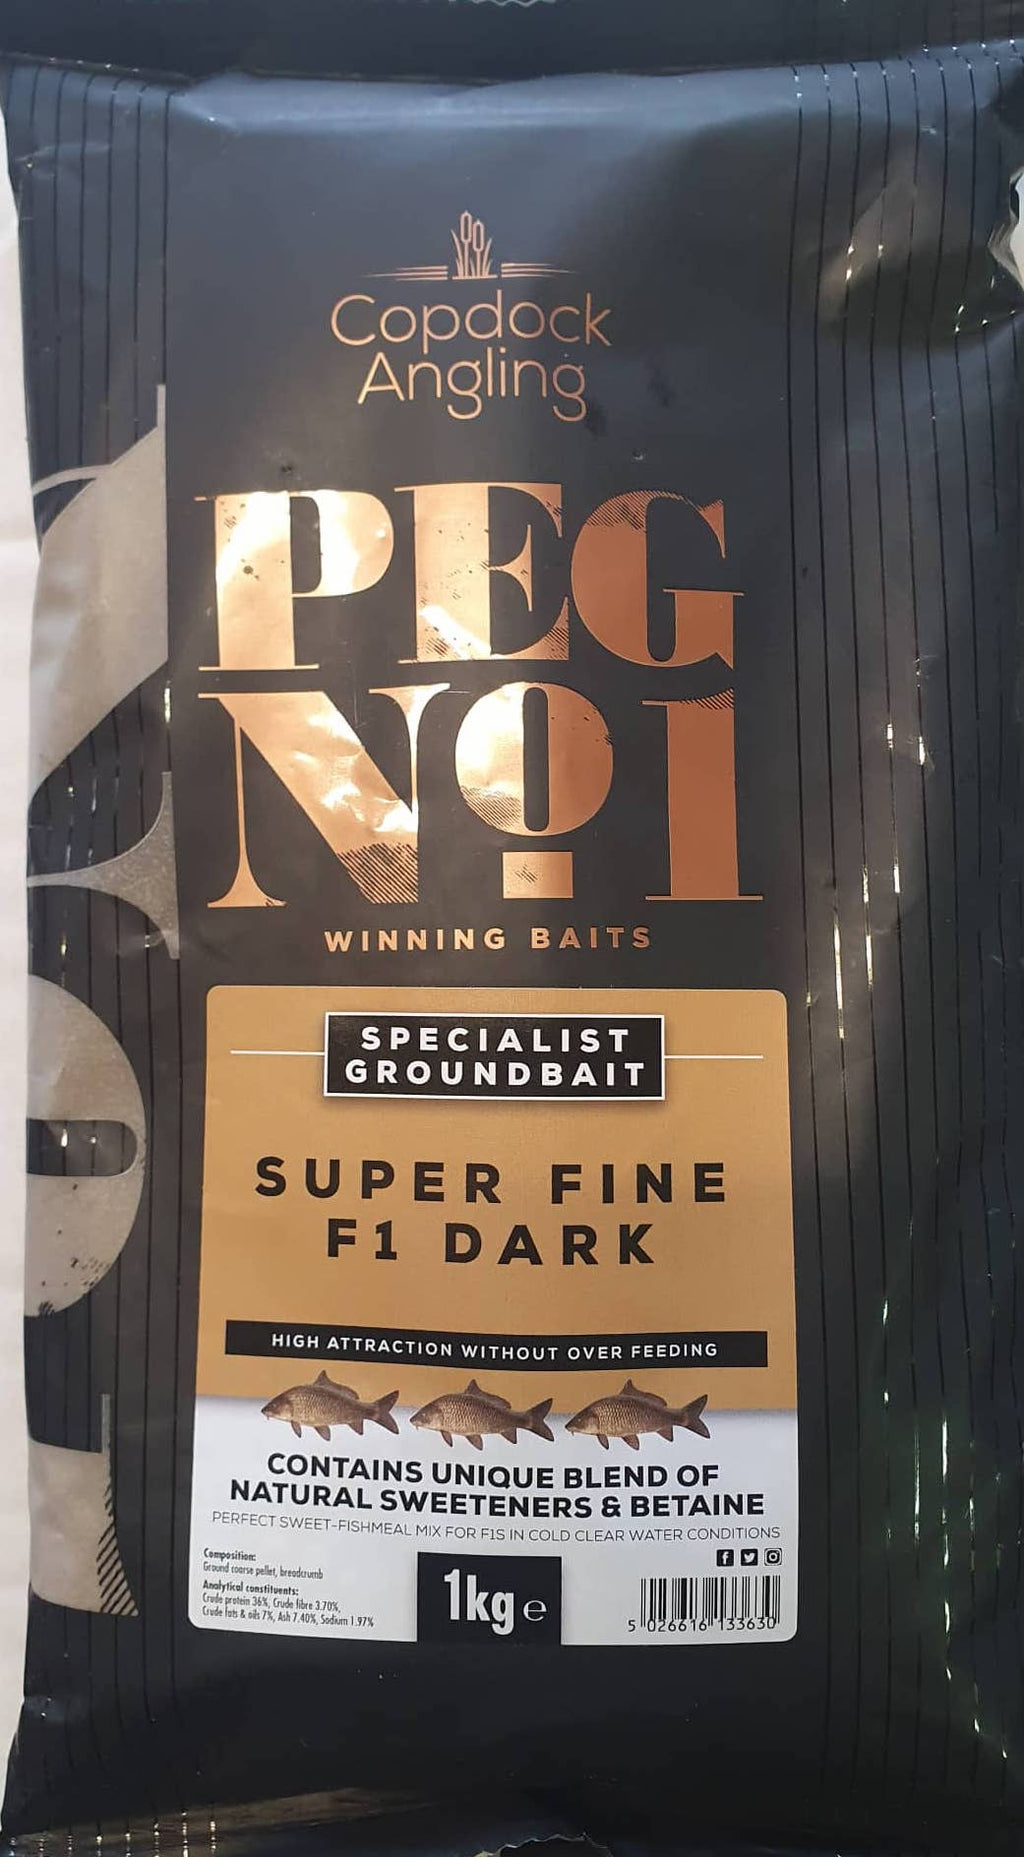 Copdock
Angling
PEG
No1
WINNING BAITS
SPECIALIST
GROUNDBAIT
SUPER FINE
F1 DARK
HIGH ATTRACTION WITHOUT OVER FEEDING
CONTAINS UNIQUE BLEND OF
NATURAL SWEETENERS & BETAINE
PERFECT SWEET-FISHMEAL MIX FOR F1S IN COLD CLEAR WATER CONDITIONS
Composition:
Ground coarse pellet, breadcrumb
Analytical constituents:
Crude protein 36%, Crude fibre 3.70%,
Crude fats & oils 7%, Ash 7.40%, Sodium 1.97%
1kg e
5 026616 133630